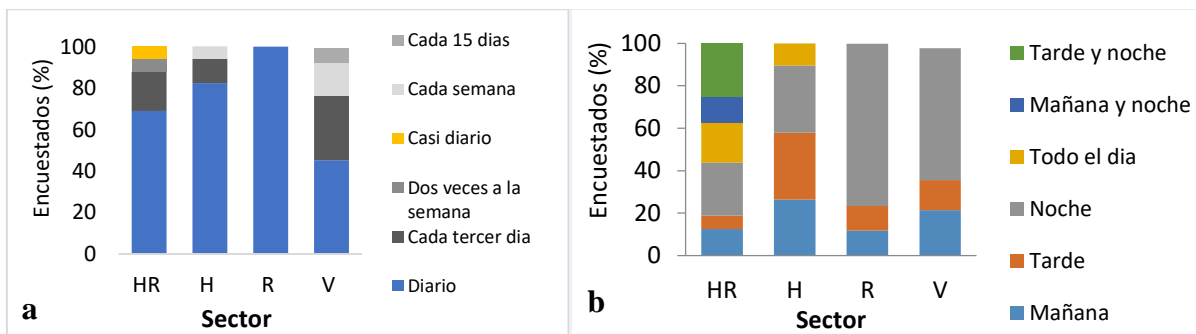 Encuestados (%)
100
80
60
40
20
0
HR H R V
Sector
a
Cada 15 dias
Cada semana
Casi diario
Dos veces a la
semana
Cada tercer dia
Diario
Encuestados (%)
100
80
60
40
20
0
HR H R V
Sector
b
Tarde y noche
Mañana y noche
Todo el dia
Noche
Tarde
Mañana